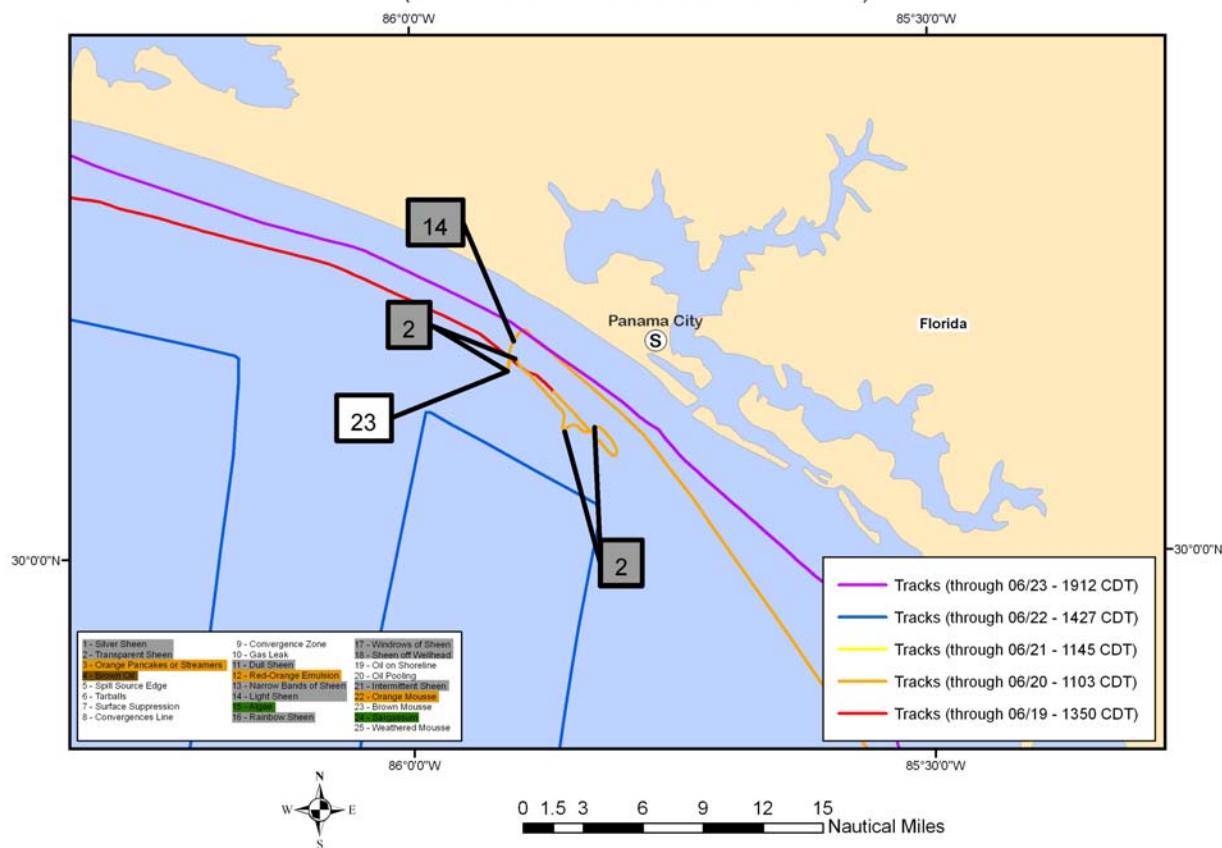 86°0'0"W
85°30'0"W
14
2
23
2
Panama City
S
Florida
30°0'0"N
30°0'0"N
Tracks (through 06/23 - 1912 CDT)
Tracks (through 06/22 - 1427 CDT)
Tracks (through 06/21 - 1145 CDT)
Tracks (through 06/20 - 1103 CDT)
Tracks (through 06/19 - 1350 CDT)
1 - Silver Sheen
2 - Transparent Sheen
3 - Orange Pancakes or Streamers
4 - Brown Oil
5 - Spill Source Edge
6 - Tarballs
7 - Surface Suppression
8 - Convergences Line
9 - Convergence Zone
10 - Gas Leak
11 - Dull Sheen
12 - Red-Orange Emulsion
13 - Narrow Bands of Sheen
14 - Light Sheen
15 - Algae
16 - Rainbow Sheen
17 - Windrows of Sheen
18 - Sheen off Wellhead
19 - Oil on Shoreline
20 - Oil Pooling
21 - Intermittent Sheen
22 - Orange Mousse
23 - Brown Mousse
24 - Sargassum
25 - Weathered Mousse
86°0'0"W
85°30'0"W
N
W E
S
0 1.5 3 6 9 12 15
Nautical Miles